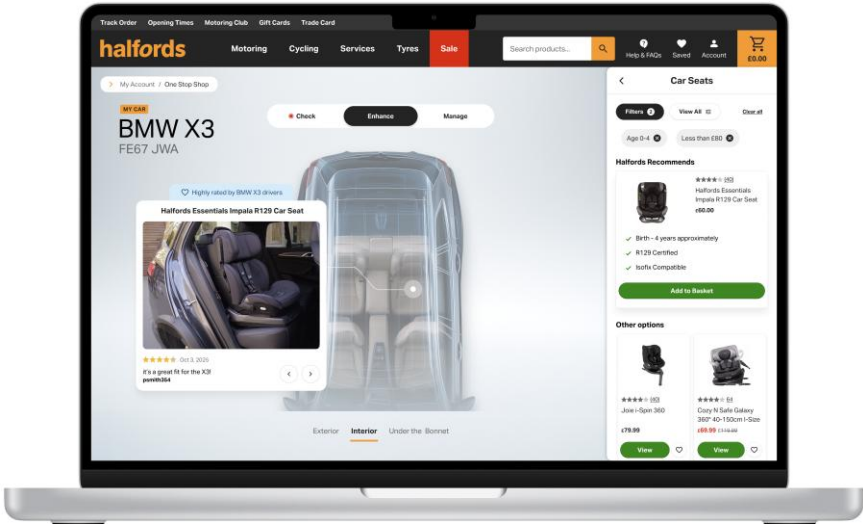 Track Order Opening Times Motoring Club Gift Cards Trade Card
halfords
Motoring Cycling Services Tyres Sale
Search products...
Help & FAQs Saved Account £0.00
My Account / One Stop Shop
MY CAR
BMW X3
FE67 JWA
Check Enhance Manage
Highly rated by BMW X3 drivers
Halfords Essentials Impala R129 Car Seat
Oct 3, 2025
it's a great fit for the X3!
psmith354
Exterior Interior Under the Bonnet
Car Seats
Filters 2 View All Clear all
Age 0-4 Less than £80
Halfords Recommends
Halfords Essentials
Impala R129 Car Seat
£60.00
Birth - 4 years approximately
R129 Certified
Isofix Compatible
Add to Basket
Other options
Joie i-Spin 360
£79.99
View
Cozy N Safe Galaxy
360° 40-150cm I-Size
£69.99
View